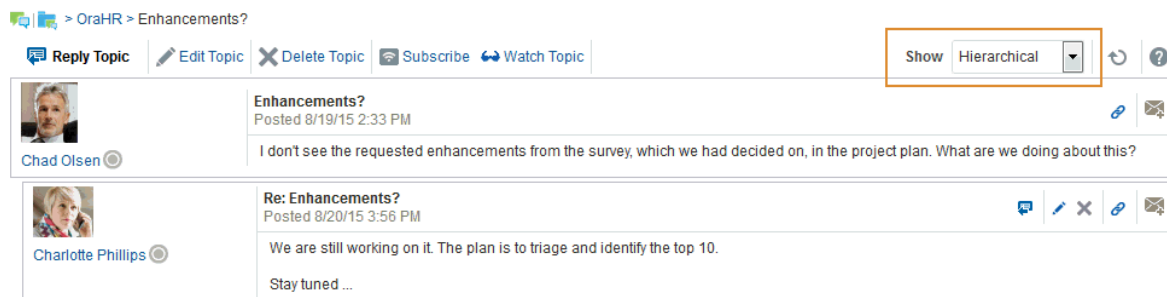 > OraHR > Enhancements?
Reply Topic Edit Topic Delete Topic Subscribe Watch Topic Show Hierarchical ?
Enhancements?
Posted 8/19/15 2:33 PM
Chad Olsen
I don't see the requested enhancements from the survey, which we had decided on, in the project plan. What are we doing about this?
Re: Enhancements?
Posted 8/20/15 3:56 PM
Charlotte Phillips
We are still working on it. The plan is to triage and identify the top 10.
Stay tuned ...